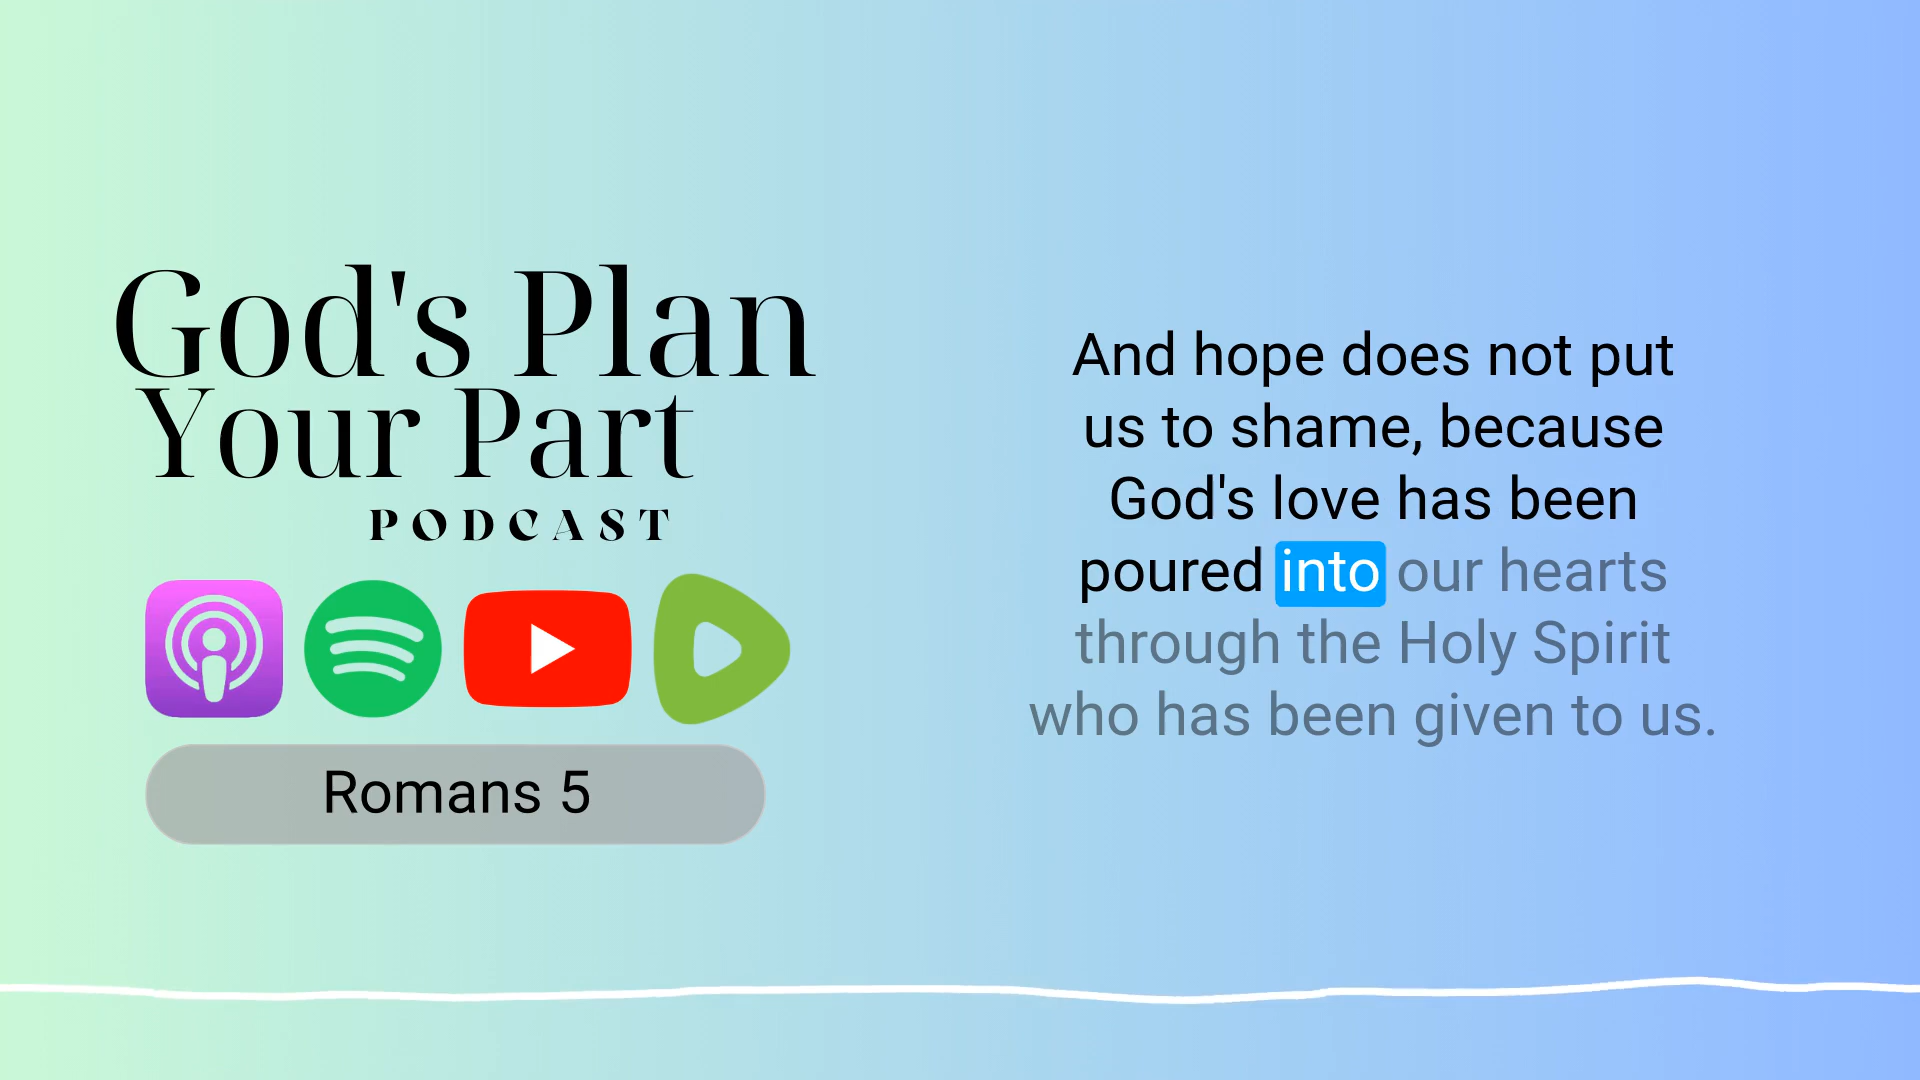 God's Plan
Your Part
PODCAST
Romans 5
And hope does not put
us to shame, because
God's love has been
poured into our hearts
through the Holy Spirit
who has been given to us.